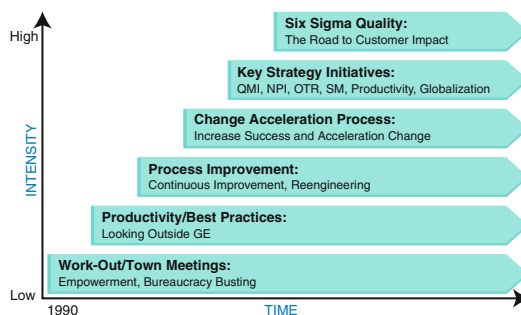 High
Six Sigma Quality:
The Road to Customer Impact
Key Strategy Initiatives:
QMI, NPI, OTR, SM, Productivity, Globalization
Change Acceleration Process:
Increase Success and Acceleration Change
INTENSITY
Process Improvement:
Continuous Improvement, Reengineering
Productivity/Best Practices:
Looking Outside GE
Work-Out/Town Meetings:
Empowerment, Bureaucracy Busting
Low
1990
TIME